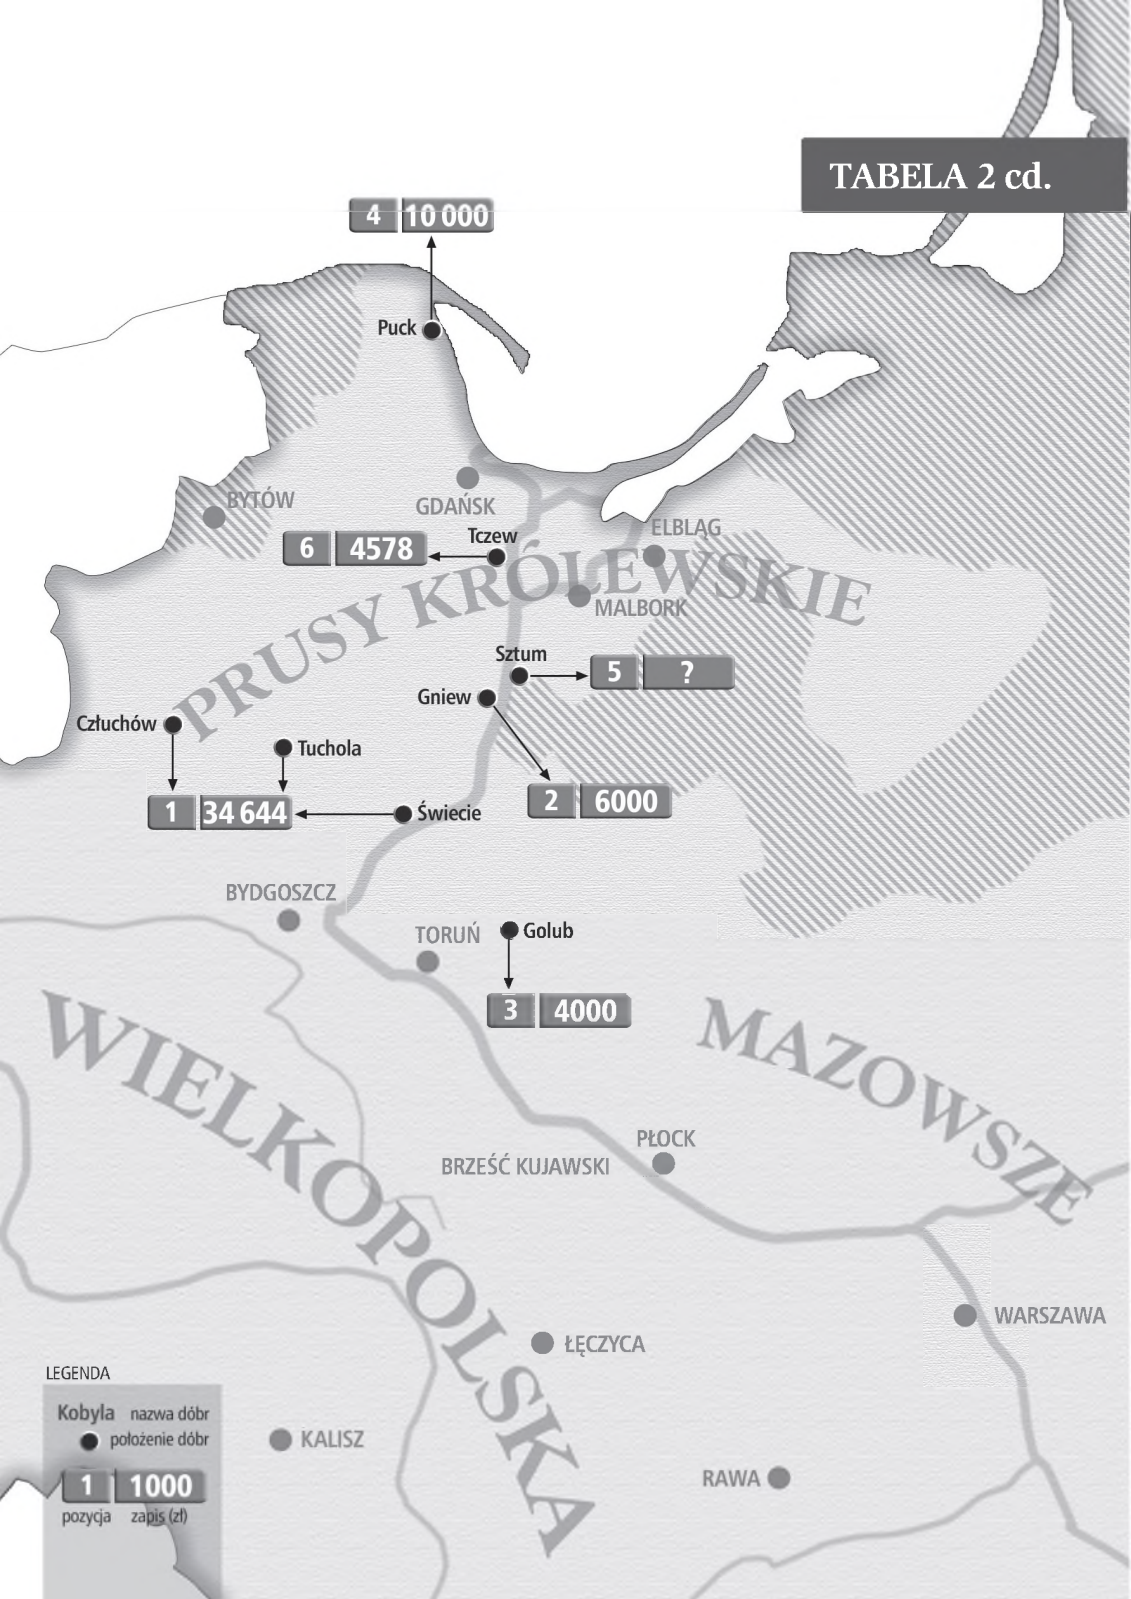 TABELA 2 cd.
4 10 000
Puck
BYTÓW
GDAŃSK
ELBLĄG
Tczew
6 4578
PRUSY KRÓLEWSKIE
MALBORK
Sztum
5 ?
Gniew
Człuchów
Tuchola
2 6000
1 34 644
Świecie
BYDGOSZCZ
TORUŃ
Golub
3 4000
WIELKOPOLSKA
MAZOWSZE
PŁOCK
BRZEŚĆ KUJAWSKI
WARSZAWA
ŁĘCZYCA
KALISZ
RAWA
LEGENDA
Kobyla nazwa dóbr
położenie dóbr
1 1000
pozycja zapis (zł)